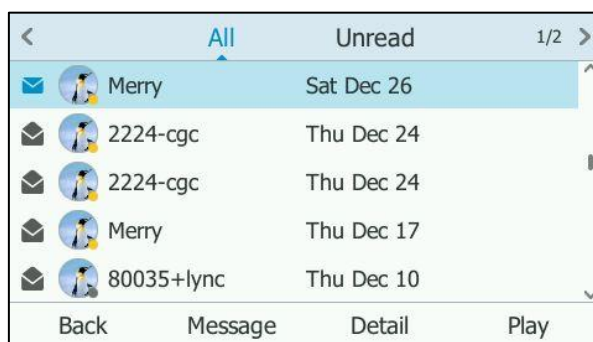 All Unread 1/2
Merry Sat Dec 26
2224-cgc Thu Dec 24
2224-cgc Thu Dec 24
Merry Thu Dec 17
80035+lync Thu Dec 10
Back Message Detail Play